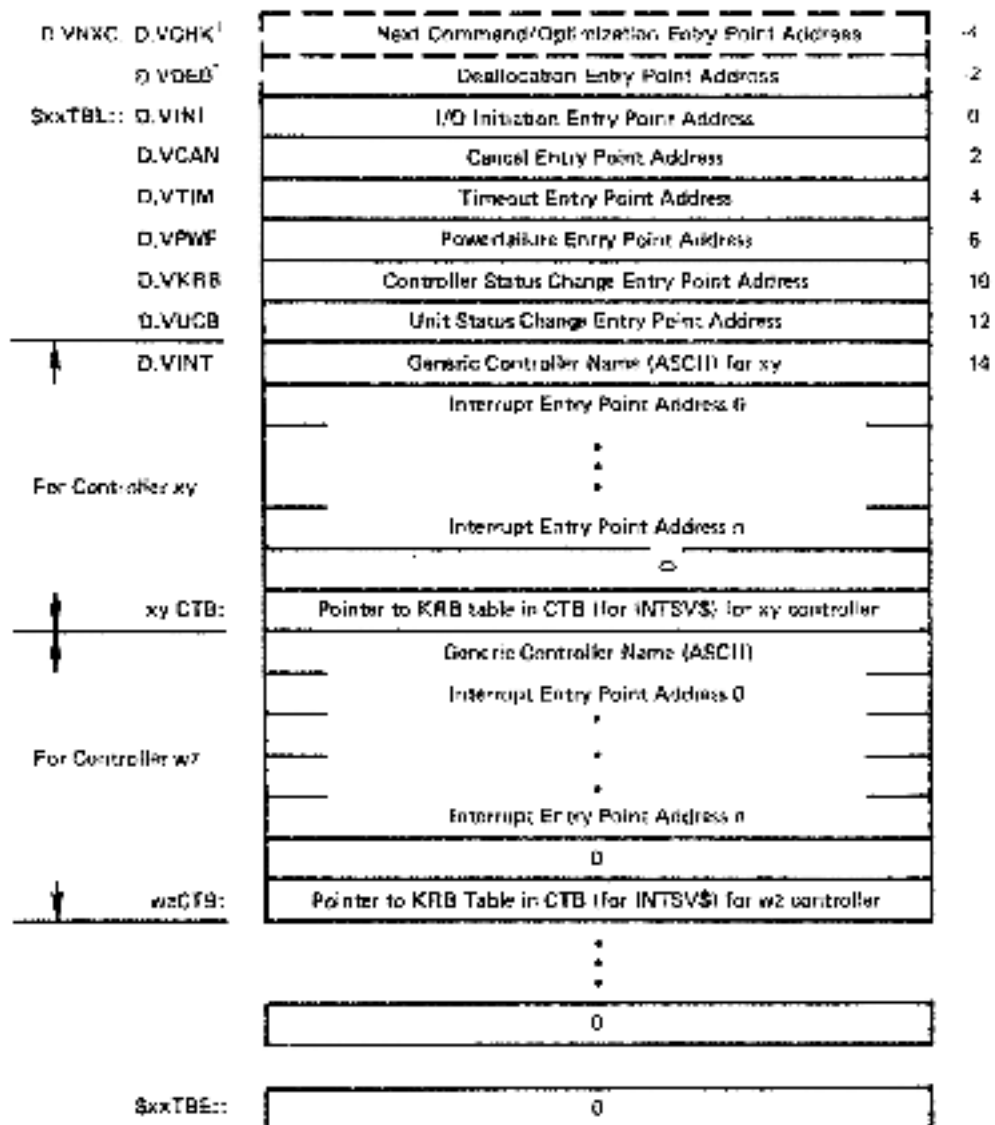 D.VNXC, D.VCHK¹ Next Command/Optimization Entry Point Address -4
D.VDEB¹ Deallocation Entry Point Address -2
$xxTBL:: D.VINI I/O Initiation Entry Point Address 0
D.VCAN Cancel Entry Point Address 2
D.VTIM Timeout Entry Point Address 4
D.VPWF Powerfailure Entry Point Address 6
D.VKRB Controller Status Change Entry Point Address 10
D.VUCB Unit Status Change Entry Point Address 12
D.VINT Generic Controller Name (ASCII) for xy 14
Interrupt Entry Point Address 0
For Controller xy
Interrupt Entry Point Address n
0
xy CTB: Pointer to KRB table in CTB (for INTSV$) for xy controller
Generic Controller Name (ASCII)
Interrupt Entry Point Address 0
For Controller wz
Interrupt Entry Point Address n
0
wzCTB: Pointer to KRB Table in CTB (for INTSV$) for wz controller
0
$xxTBE:: 0